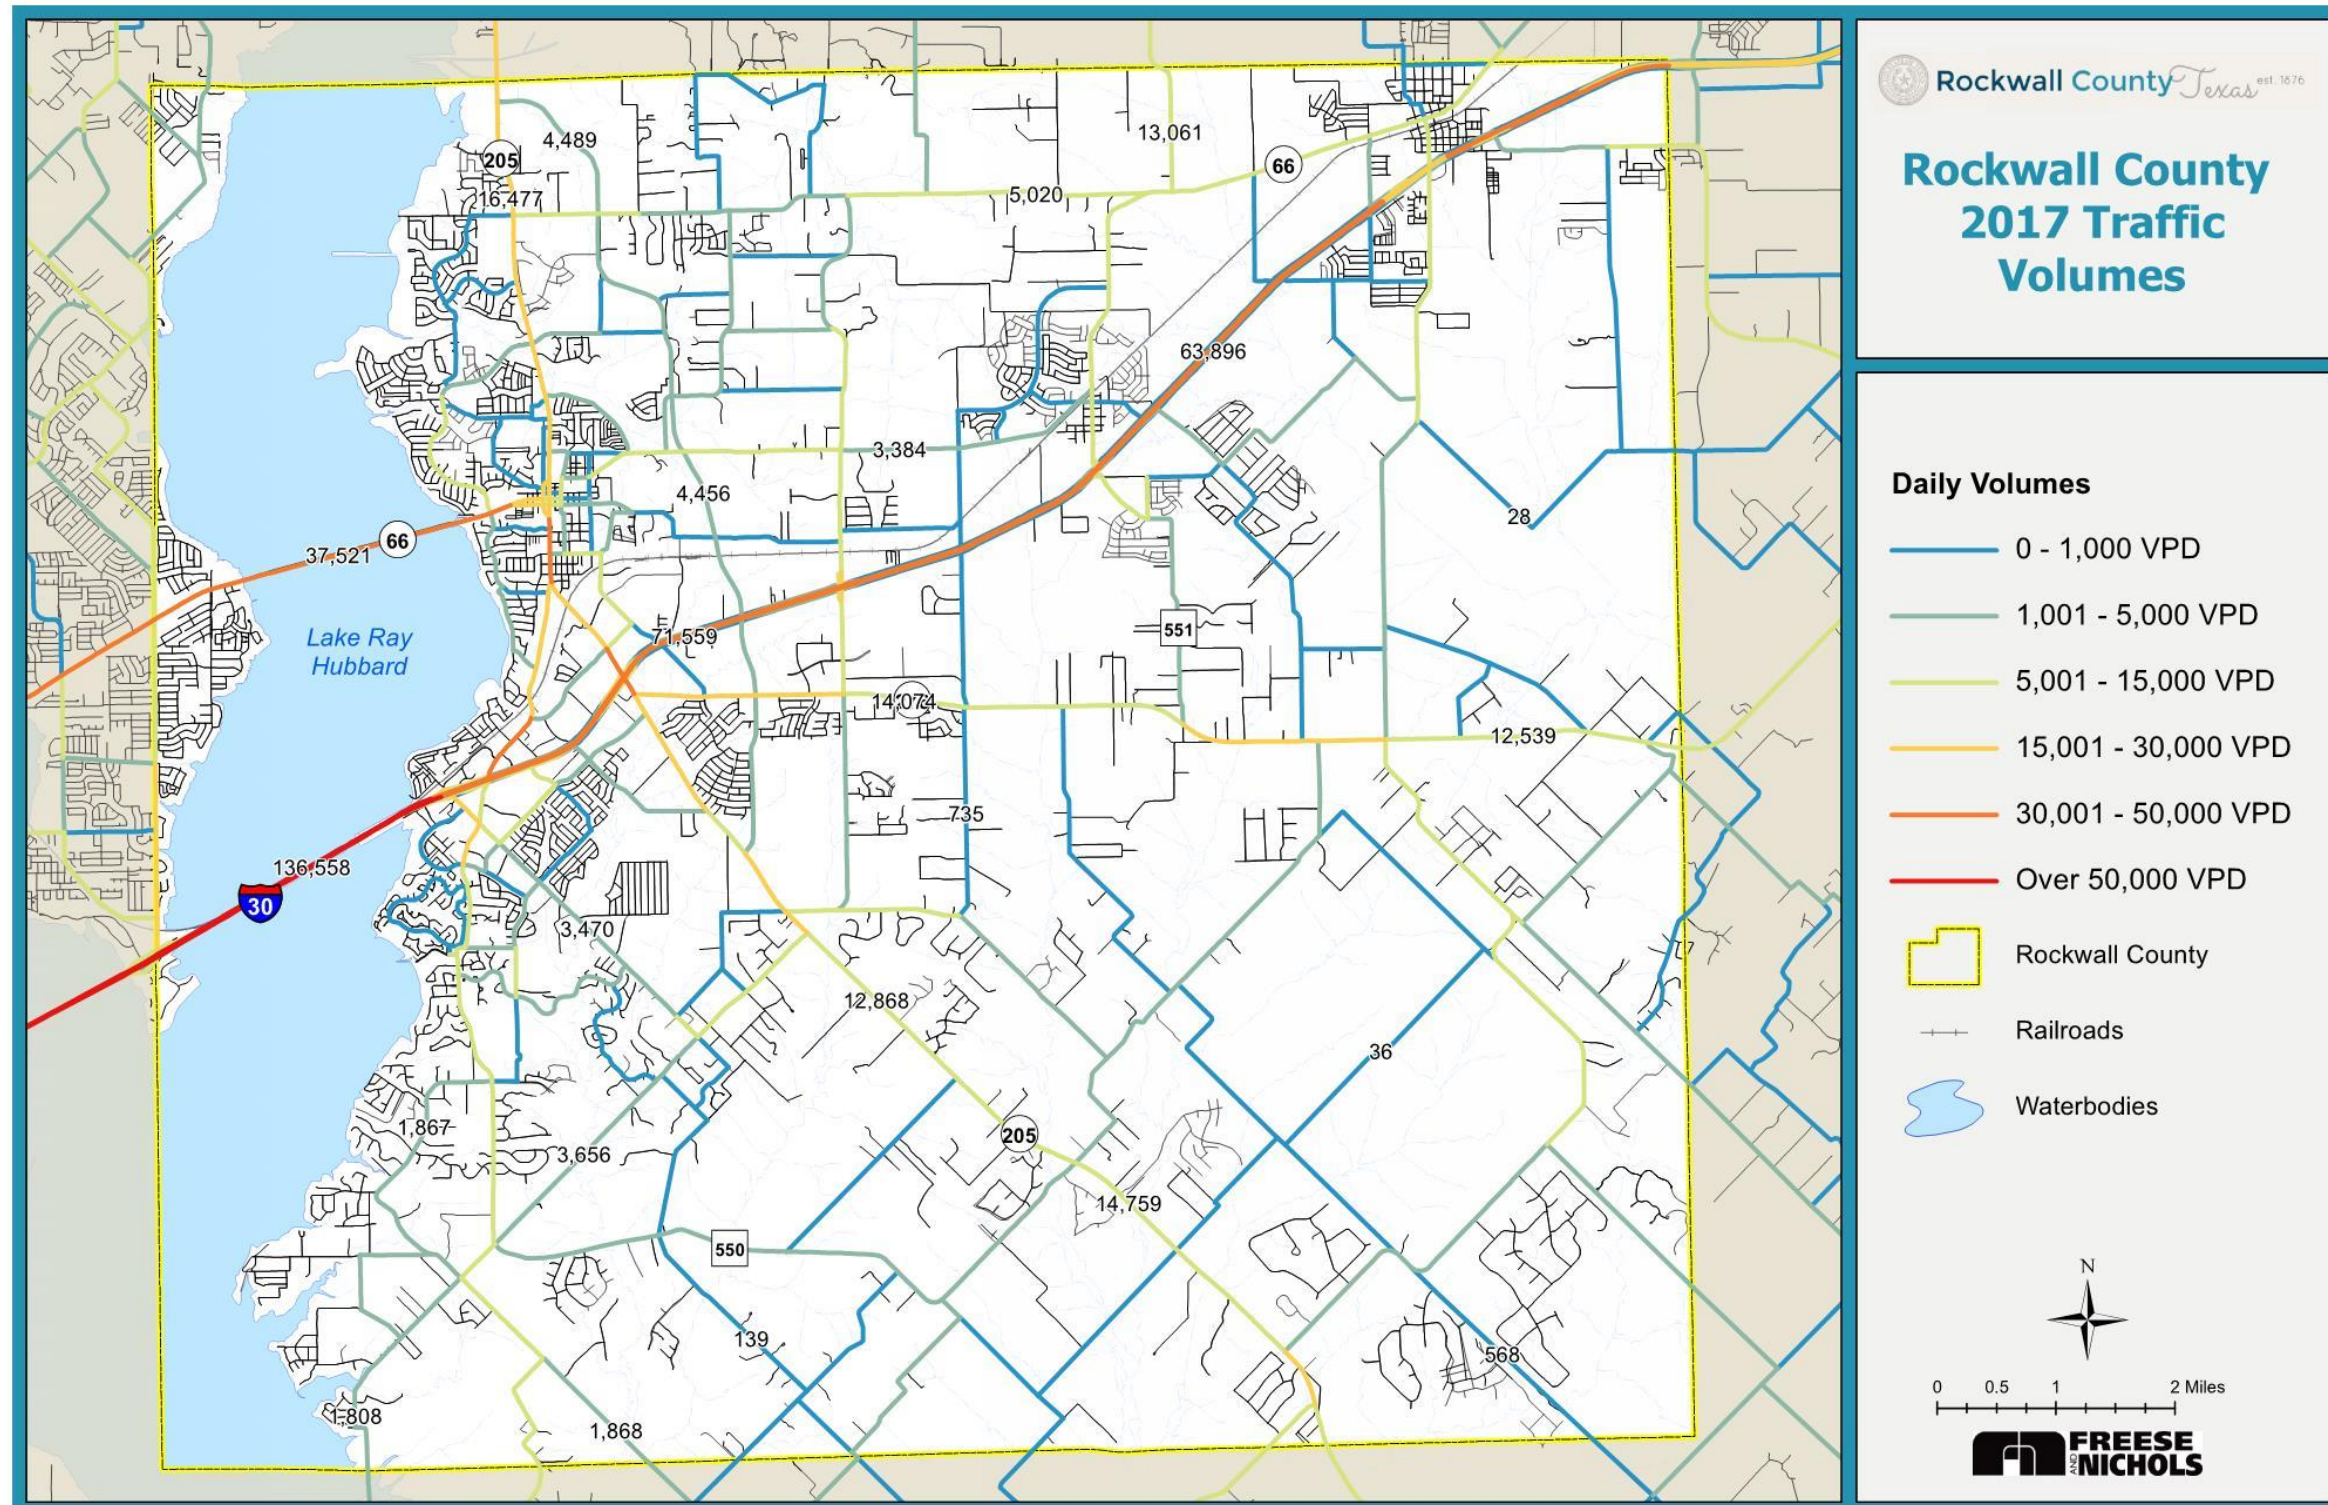 Rockwall County Texas est. 1876
Rockwall County
2017 Traffic
Volumes
Daily Volumes
0 - 1,000 VPD
1,001 - 5,000 VPD
5,001 - 15,000 VPD
15,001 - 30,000 VPD
30,001 - 50,000 VPD
Over 50,000 VPD
Rockwall County
Railroads
Waterbodies
N
0 0.5 1 2 Miles
FREESE
AND
NICHOLS
4,489
13,061
205
66
16,477
5,020
63,896
3,384
4,456
28
66
37,521
551
71,559
Lake Ray
Hubbard
14,074
12,539
735
136,558
30
3,470
12,868
36
1,867
205
3,656
14,759
550
139
568
1,808
1,868